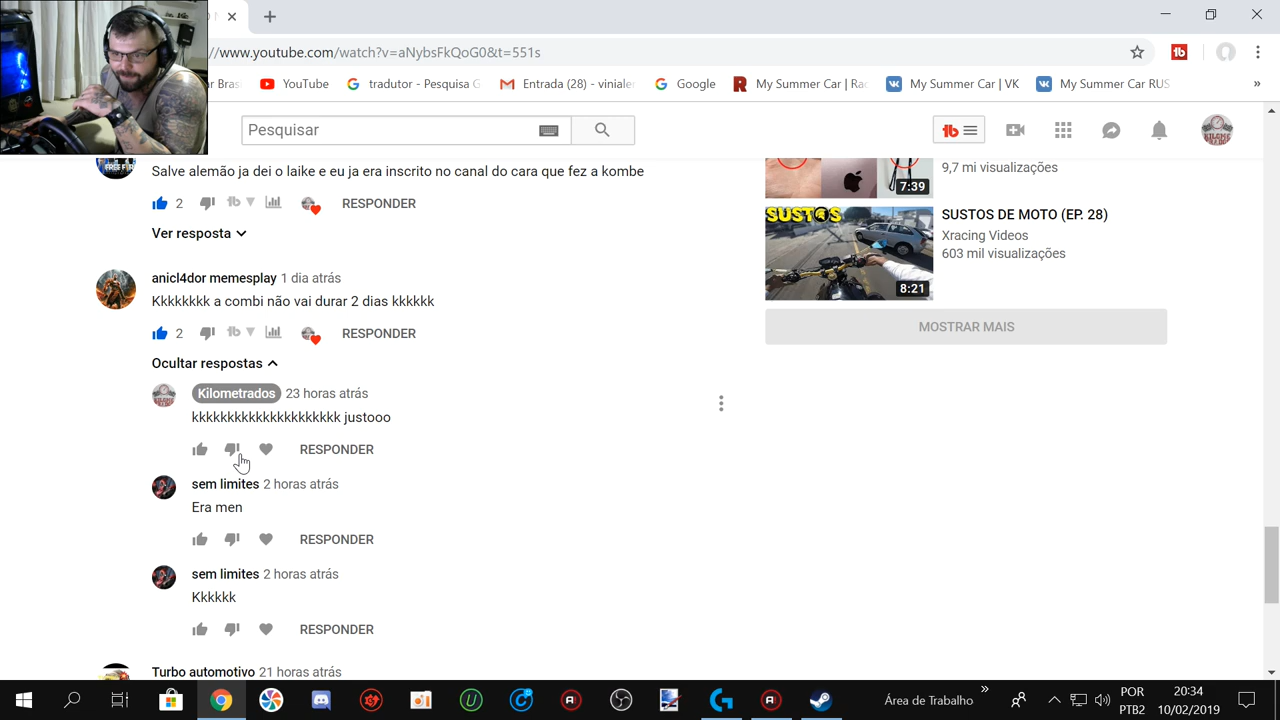 //www.youtube.com/watch?v=aNybsFkQoG0&t=551s
YouTube
tradutor - Pesquisa G
Entrada (28) - viniale
Google
My Summer Car | Rac
My Summer Car | VK
My Summer Car RUS
»
Pesquisar
Salve alemão ja dei o laike e eu ja era inscrito no canal do cara que fez a kombe
2
RESPONDER
Ver resposta
anicl4dor memesplay 1 dia atrás
Kkkkkkkk a combi não vai durar 2 dias kkkkkk
2
RESPONDER
Ocultar respostas
Kilometrados 23 horas atrás
kkkkkkkkkkkkkkkkkkkkk justooo
RESPONDER
sem limites 2 horas atrás
Era men
RESPONDER
sem limites 2 horas atrás
Kkkkkk
RESPONDER
Turbo automotivo 21 horas atrás
9,7 mi visualizações
7:39
SUSTOS
SUSTOS DE MOTO (EP. 28)
Xracing Videos
603 mil visualizações
8:21
MOSTRAR MAIS
Área de Trabalho
»
POR
PTB2
20:34
10/02/2019